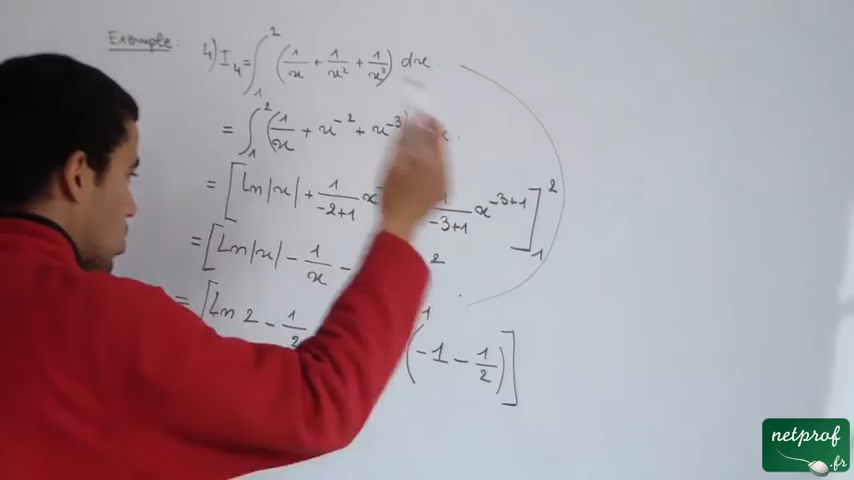 Exemple :
4) I₄ = ∫₁² (1/x + 1/x² + 1/x³) dx .
= ∫₁² (1/x + x⁻² + x⁻³) x .
= [Ln|x| + 1/-2+1 x 1/-3+1 x⁻³⁺¹]₁²
= [Ln|x| - 1/x - 2
1
= [Ln 2 - 1/2 (-1 - 1/2)]
netprof
.fr